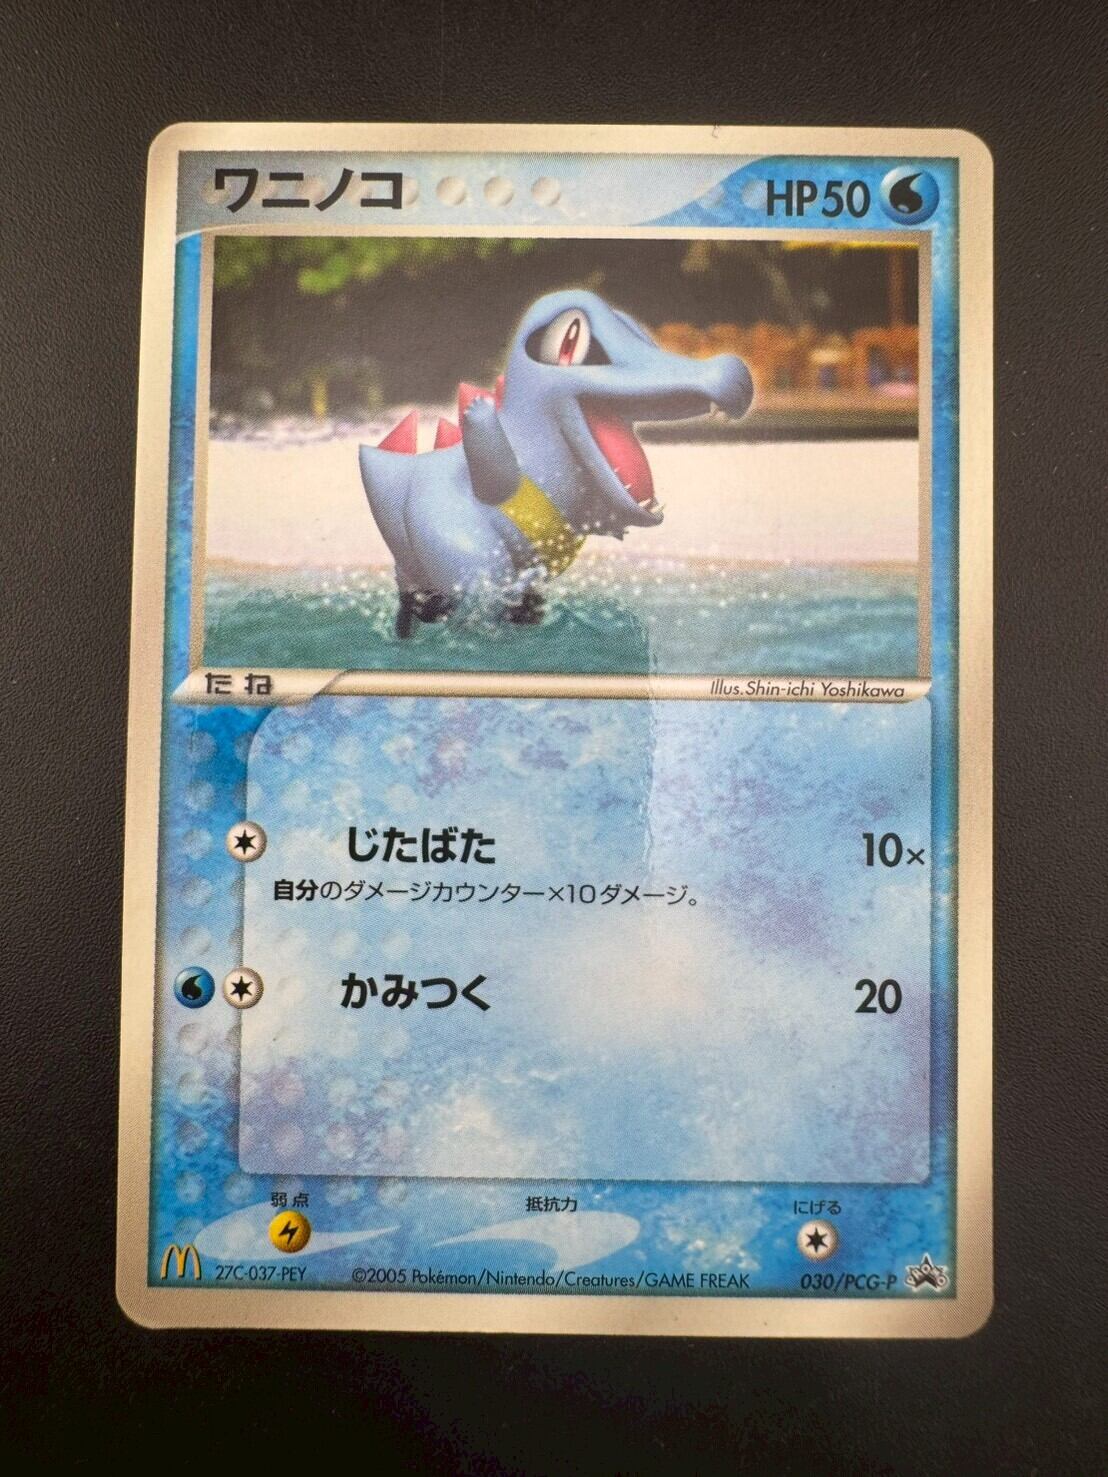 ワニノコ HP50
たね
Illus. Shin-ichi Yoshikawa
じたばた 10×
自分のダメージカウンター×10ダメージ。
かみつく 20
弱点 抵抗力 にげる
27C-037-PEY ©2005 Pokémon/Nintendo/Creatures/GAME FREAK 030/PCG-P